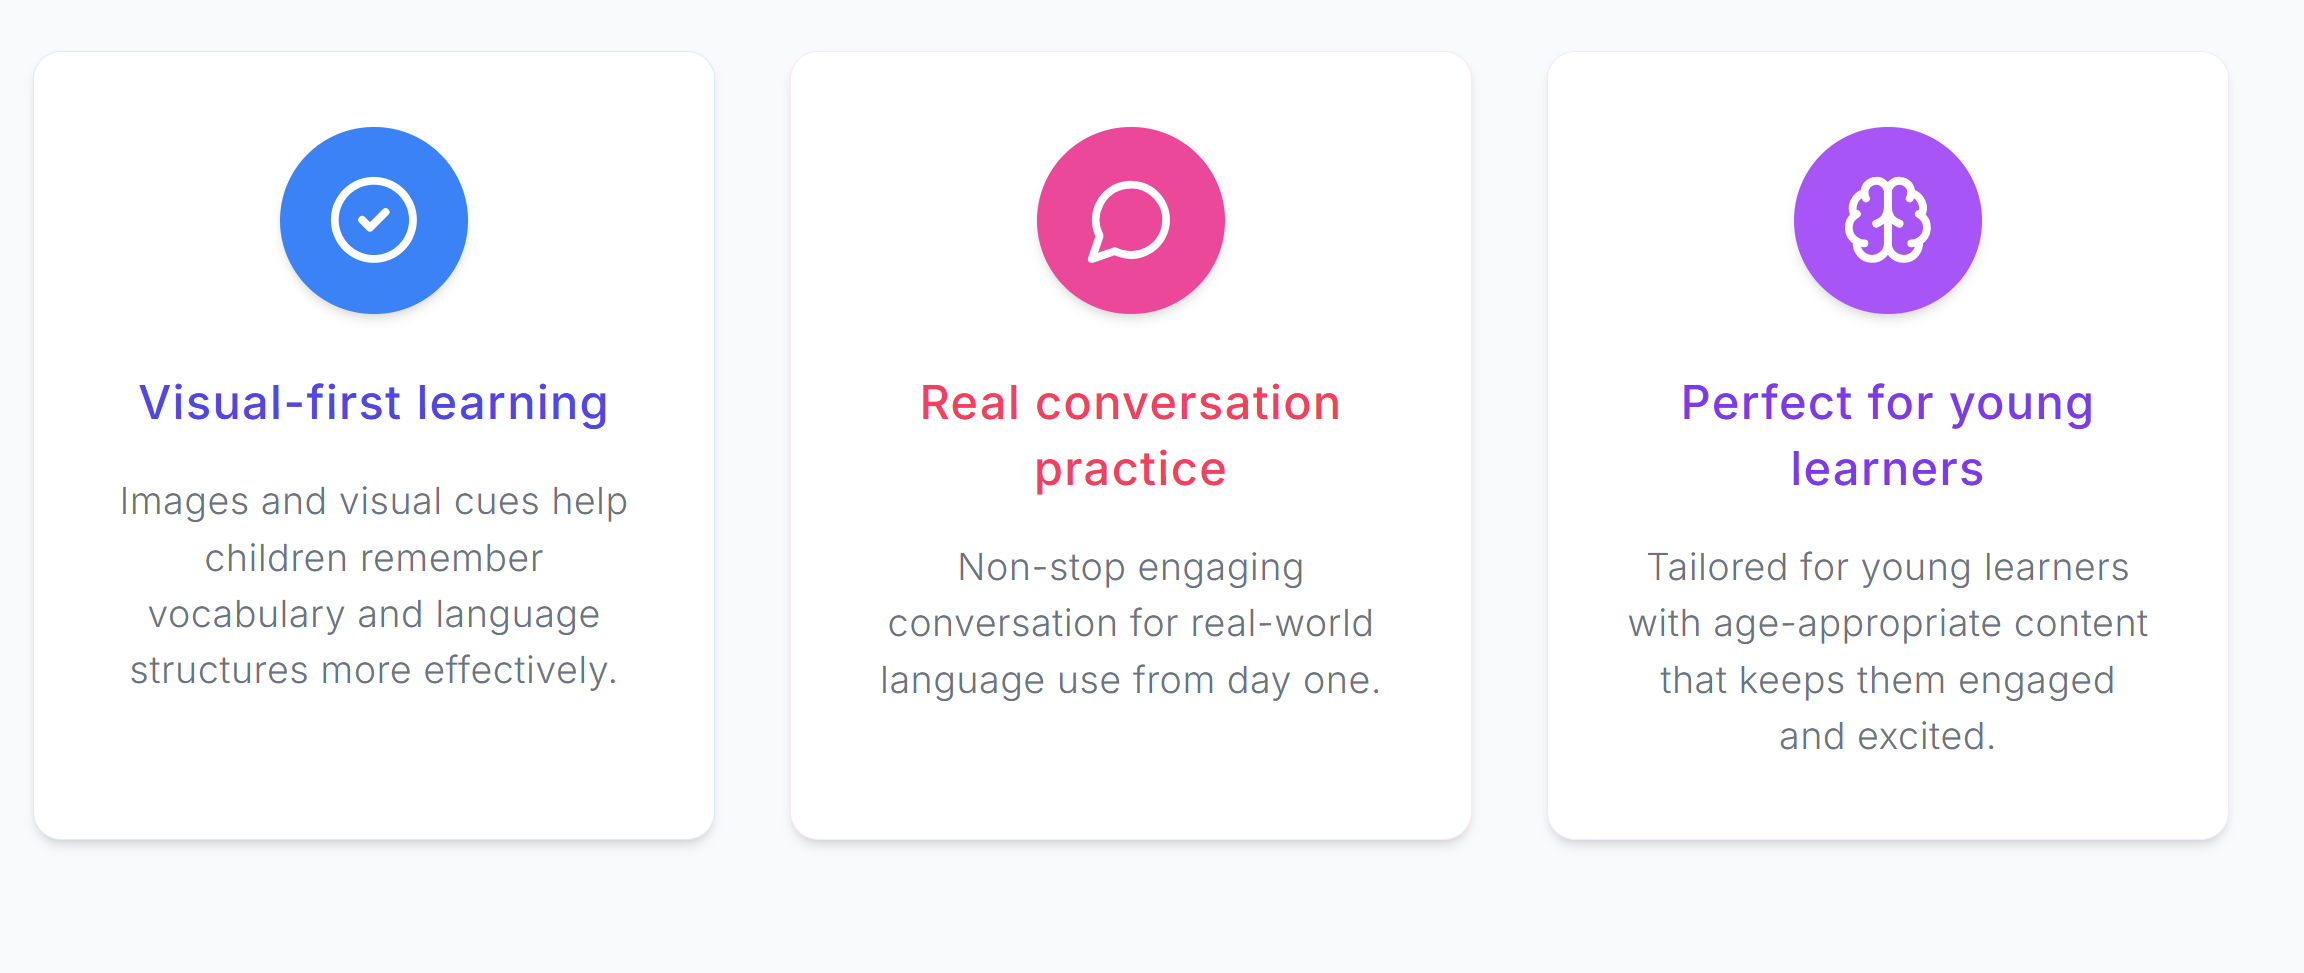 Visual-first learning
Images and visual cues help
children remember
vocabulary and language
structures more effectively.
Real conversation
practice
Non-stop engaging
conversation for real-world
language use from day one.
Perfect for young
learners
Tailored for young learners
with age-appropriate content
that keeps them engaged
and excited.